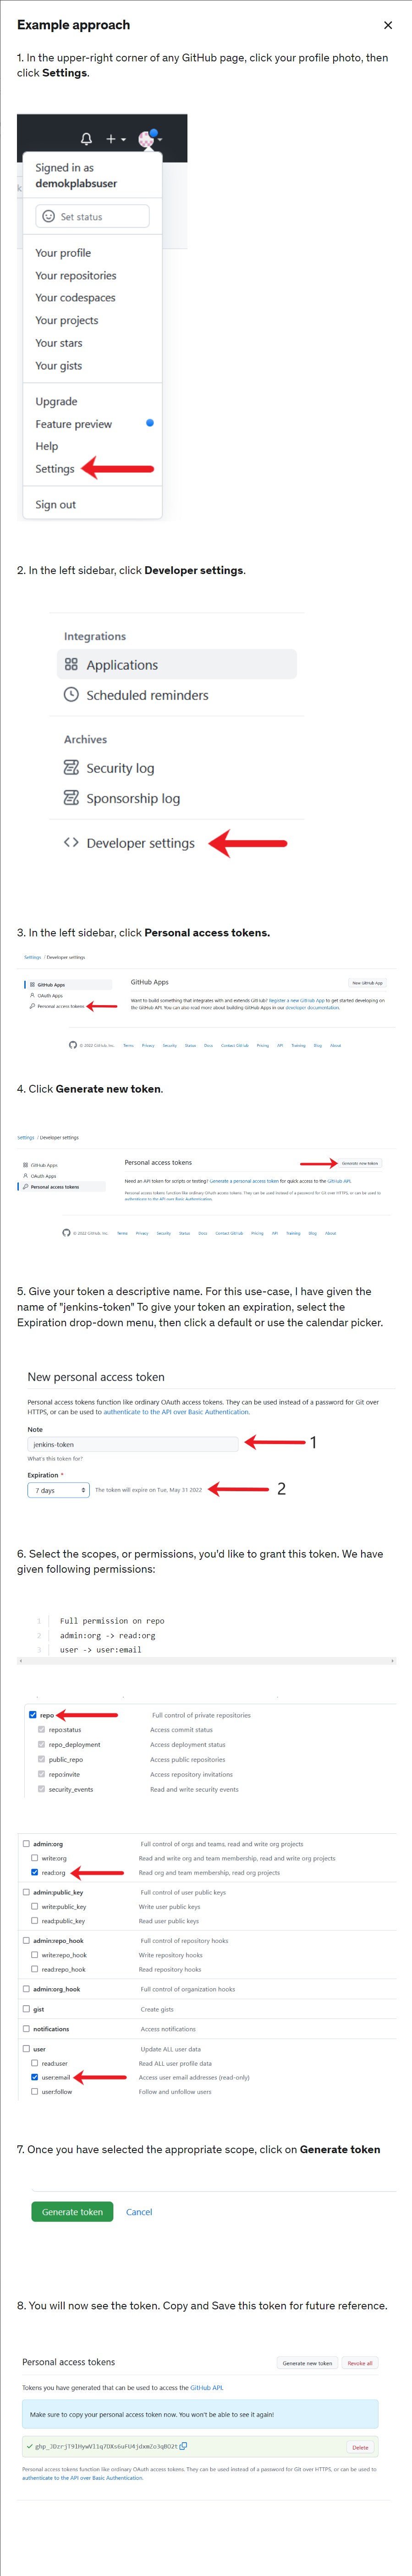 Example approach
1. In the upper-right corner of any GitHub page, click your profile photo, then
click Settings.
Signed in as
demokplabsuser
k
Set status
Your profile
Your repositories
Your codespaces
Your projects
Your stars
Your gists
Upgrade
Feature preview
Help
Settings
Sign out
2. In the left sidebar, click Developer settings.
Integrations
Applications
Scheduled reminders
Archives
Security log
Sponsorship log
Developer settings
3. In the left sidebar, click Personal access tokens.
Settings / Developer settings
GitHub Apps
OAuth Apps
Personal access tokens
GitHub Apps
New GitHub App
Want to build something that integrates with and extends GitHub? Register a new GitHub App to get started developing on
the GitHub API. You can also read more about building GitHub Apps in our developer documentation.
© 2022 GitHub, Inc. Terms Privacy Security Status Docs Contact GitHub Pricing API Training Blog About
4. Click Generate new token.
Settings / Developer settings
GitHub Apps
OAuth Apps
Personal access tokens
Personal access tokens
Generate new token
Need an API token for scripts or testing? Generate a personal access token for quick access to the GitHub API.
Personal access tokens function like ordinary OAuth access tokens. They can be used instead of a password for Git over HTTPS, or can be used to
authenticate to the API over Basic Authentication.
© 2022 GitHub, Inc. Terms Privacy Security Status Docs Contact GitHub Pricing API Training Blog About
5. Give your token a descriptive name. For this use-case, I have given the
name of "jenkins-token" To give your token an expiration, select the
Expiration drop-down menu, then click a default or use the calendar picker.
New personal access token
Personal access tokens function like ordinary OAuth access tokens. They can be used instead of a password for Git over
HTTPS, or can be used to authenticate to the API over Basic Authentication.
Note
jenkins-token
1
What's this token for?
Expiration *
7 days
The token will expire on Tue, May 31 2022
2
6. Select the scopes, or permissions, you'd like to grant this token. We have
given following permissions:
1 Full permission on repo
2 admin:org -> read:org
3 user -> user:email
repo Full control of private repositories
repo:status Access commit status
repo_deployment Access deployment status
public_repo Access public repositories
repo:invite Access repository invitations
security_events Read and write security events
admin:org Full control of orgs and teams, read and write org projects
write:org Read and write org and team membership, read and write org projects
read:org Read org and team membership, read org projects
admin:public_key Full control of user public keys
write:public_key Write user public keys
read:public_key Read user public keys
admin:repo_hook Full control of repository hooks
write:repo_hook Write repository hooks
read:repo_hook Read repository hooks
admin:org_hook Full control of organization hooks
gist Create gists
notifications Access notifications
user Update ALL user data
read:user Read ALL user profile data
user:email Access user email addresses (read-only)
user:follow Follow and unfollow users
7. Once you have selected the appropriate scope, click on Generate token
Generate token Cancel
8. You will now see the token. Copy and Save this token for future reference.
Personal access tokens
Generate new token Revoke all
Tokens you have generated that can be used to access the GitHub API.
Make sure to copy your personal access token now. You won't be able to see it again!
Delete
Personal access tokens function like ordinary OAuth access tokens. They can be used instead of a password for Git over HTTPS, or can be used to
authenticate to the API over Basic Authentication.